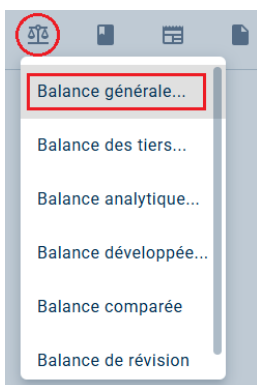 Balance générale...
Balance des tiers...
Balance analytique...
Balance développée...
Balance comparée
Balance de révision